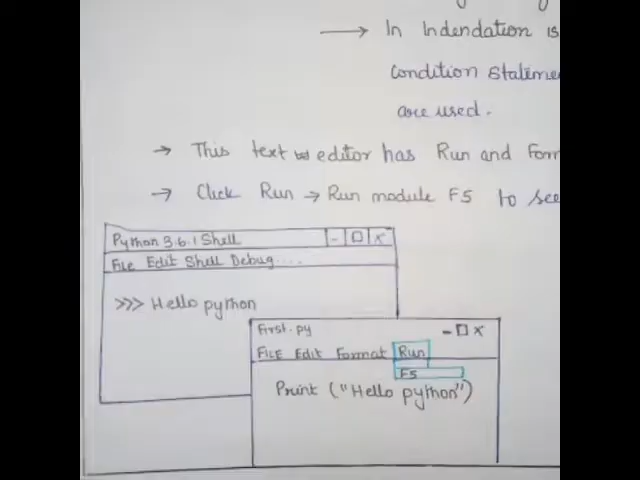 → In Indendation is
condition stateme
are used.
→ This text editor has Run and For
→ Click Run → Run module F5 to see
Python 3.6.1 Shell
File Edit Shell Debug....
>>> Hello python
First.py
FILE Edit Format Run
F5
Print ("Hello python")